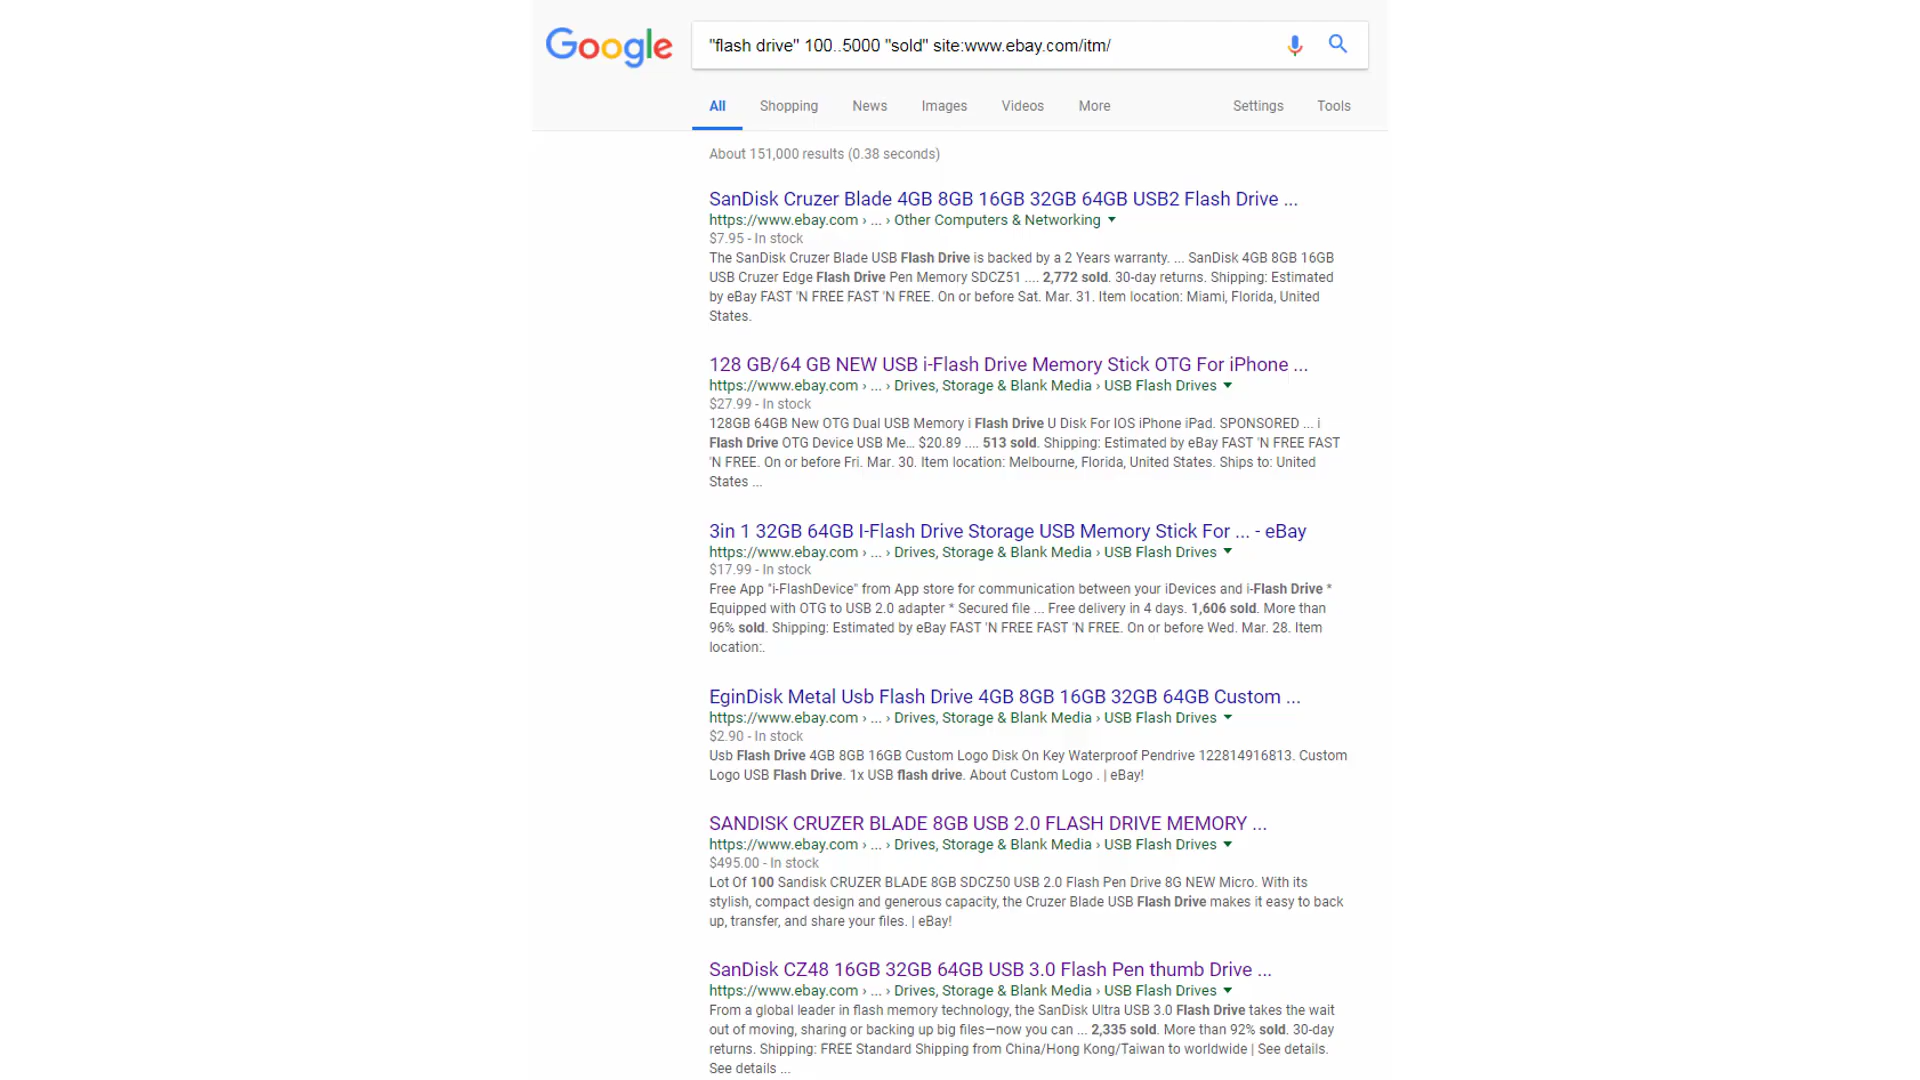 Google
"flash drive" 100..5000 "sold" site:www.ebay.com/itm/
All Shopping News Images Videos More Settings Tools
About 151,000 results (0.38 seconds)
SanDisk Cruzer Blade 4GB 8GB 16GB 32GB 64GB USB2 Flash Drive ...
https://www.ebay.com › ... › Other Computers & Networking
$7.95 - In stock
The SanDisk Cruzer Blade USB Flash Drive is backed by a 2 Years warranty. ... SanDisk 4GB 8GB 16GB
USB Cruzer Edge Flash Drive Pen Memory SDCZ51 .... 2,772 sold. 30-day returns. Shipping: Estimated
by eBay FAST 'N FREE FAST 'N FREE. On or before Sat. Mar. 31. Item location: Miami, Florida, United
States.
128 GB/64 GB NEW USB i-Flash Drive Memory Stick OTG For iPhone ...
https://www.ebay.com › ... › Drives, Storage & Blank Media › USB Flash Drives
$27.99 - In stock
128GB 64GB New OTG Dual USB Memory i Flash Drive U Disk For IOS iPhone iPad. SPONSORED ... i
Flash Drive OTG Device USB Me... $20.89 .... 513 sold. Shipping: Estimated by eBay FAST 'N FREE FAST
'N FREE. On or before Fri. Mar. 30. Item location: Melbourne, Florida, United States. Ships to: United
States ...
3in 1 32GB 64GB I-Flash Drive Storage USB Memory Stick For ... - eBay
https://www.ebay.com › ... › Drives, Storage & Blank Media › USB Flash Drives
$17.99 - In stock
Free App "i-FlashDevice" from App store for communication between your iDevices and i-Flash Drive *
Equipped with OTG to USB 2.0 adapter * Secured file ... Free delivery in 4 days. 1,606 sold. More than
96% sold. Shipping: Estimated by eBay FAST 'N FREE FAST 'N FREE. On or before Wed. Mar. 28. Item
location:.
EginDisk Metal Usb Flash Drive 4GB 8GB 16GB 32GB 64GB Custom ...
https://www.ebay.com › ... › Drives, Storage & Blank Media › USB Flash Drives
$2.90 - In stock
Usb Flash Drive 4GB 8GB 16GB Custom Logo Disk On Key Waterproof Pendrive 122814916813. Custom
Logo USB Flash Drive. 1x USB flash drive. About Custom Logo . | eBay!
SANDISK CRUZER BLADE 8GB USB 2.0 FLASH DRIVE MEMORY ...
https://www.ebay.com › ... › Drives, Storage & Blank Media › USB Flash Drives
$495.00 - In stock
Lot Of 100 Sandisk CRUZER BLADE 8GB SDCZ50 USB 2.0 Flash Pen Drive 8G NEW Micro. With its
stylish, compact design and generous capacity, the Cruzer Blade USB Flash Drive makes it easy to back
up, transfer, and share your files. | eBay!
SanDisk CZ48 16GB 32GB 64GB USB 3.0 Flash Pen thumb Drive ...
https://www.ebay.com › ... › Drives, Storage & Blank Media › USB Flash Drives
From a global leader in flash memory technology, the SanDisk Ultra USB 3.0 Flash Drive takes the wait
out of moving, sharing or backing up big files—now you can ... 2,335 sold. More than 92% sold. 30-day
returns. Shipping: FREE Standard Shipping from China/Hong Kong/Taiwan to worldwide | See details.
See details ...